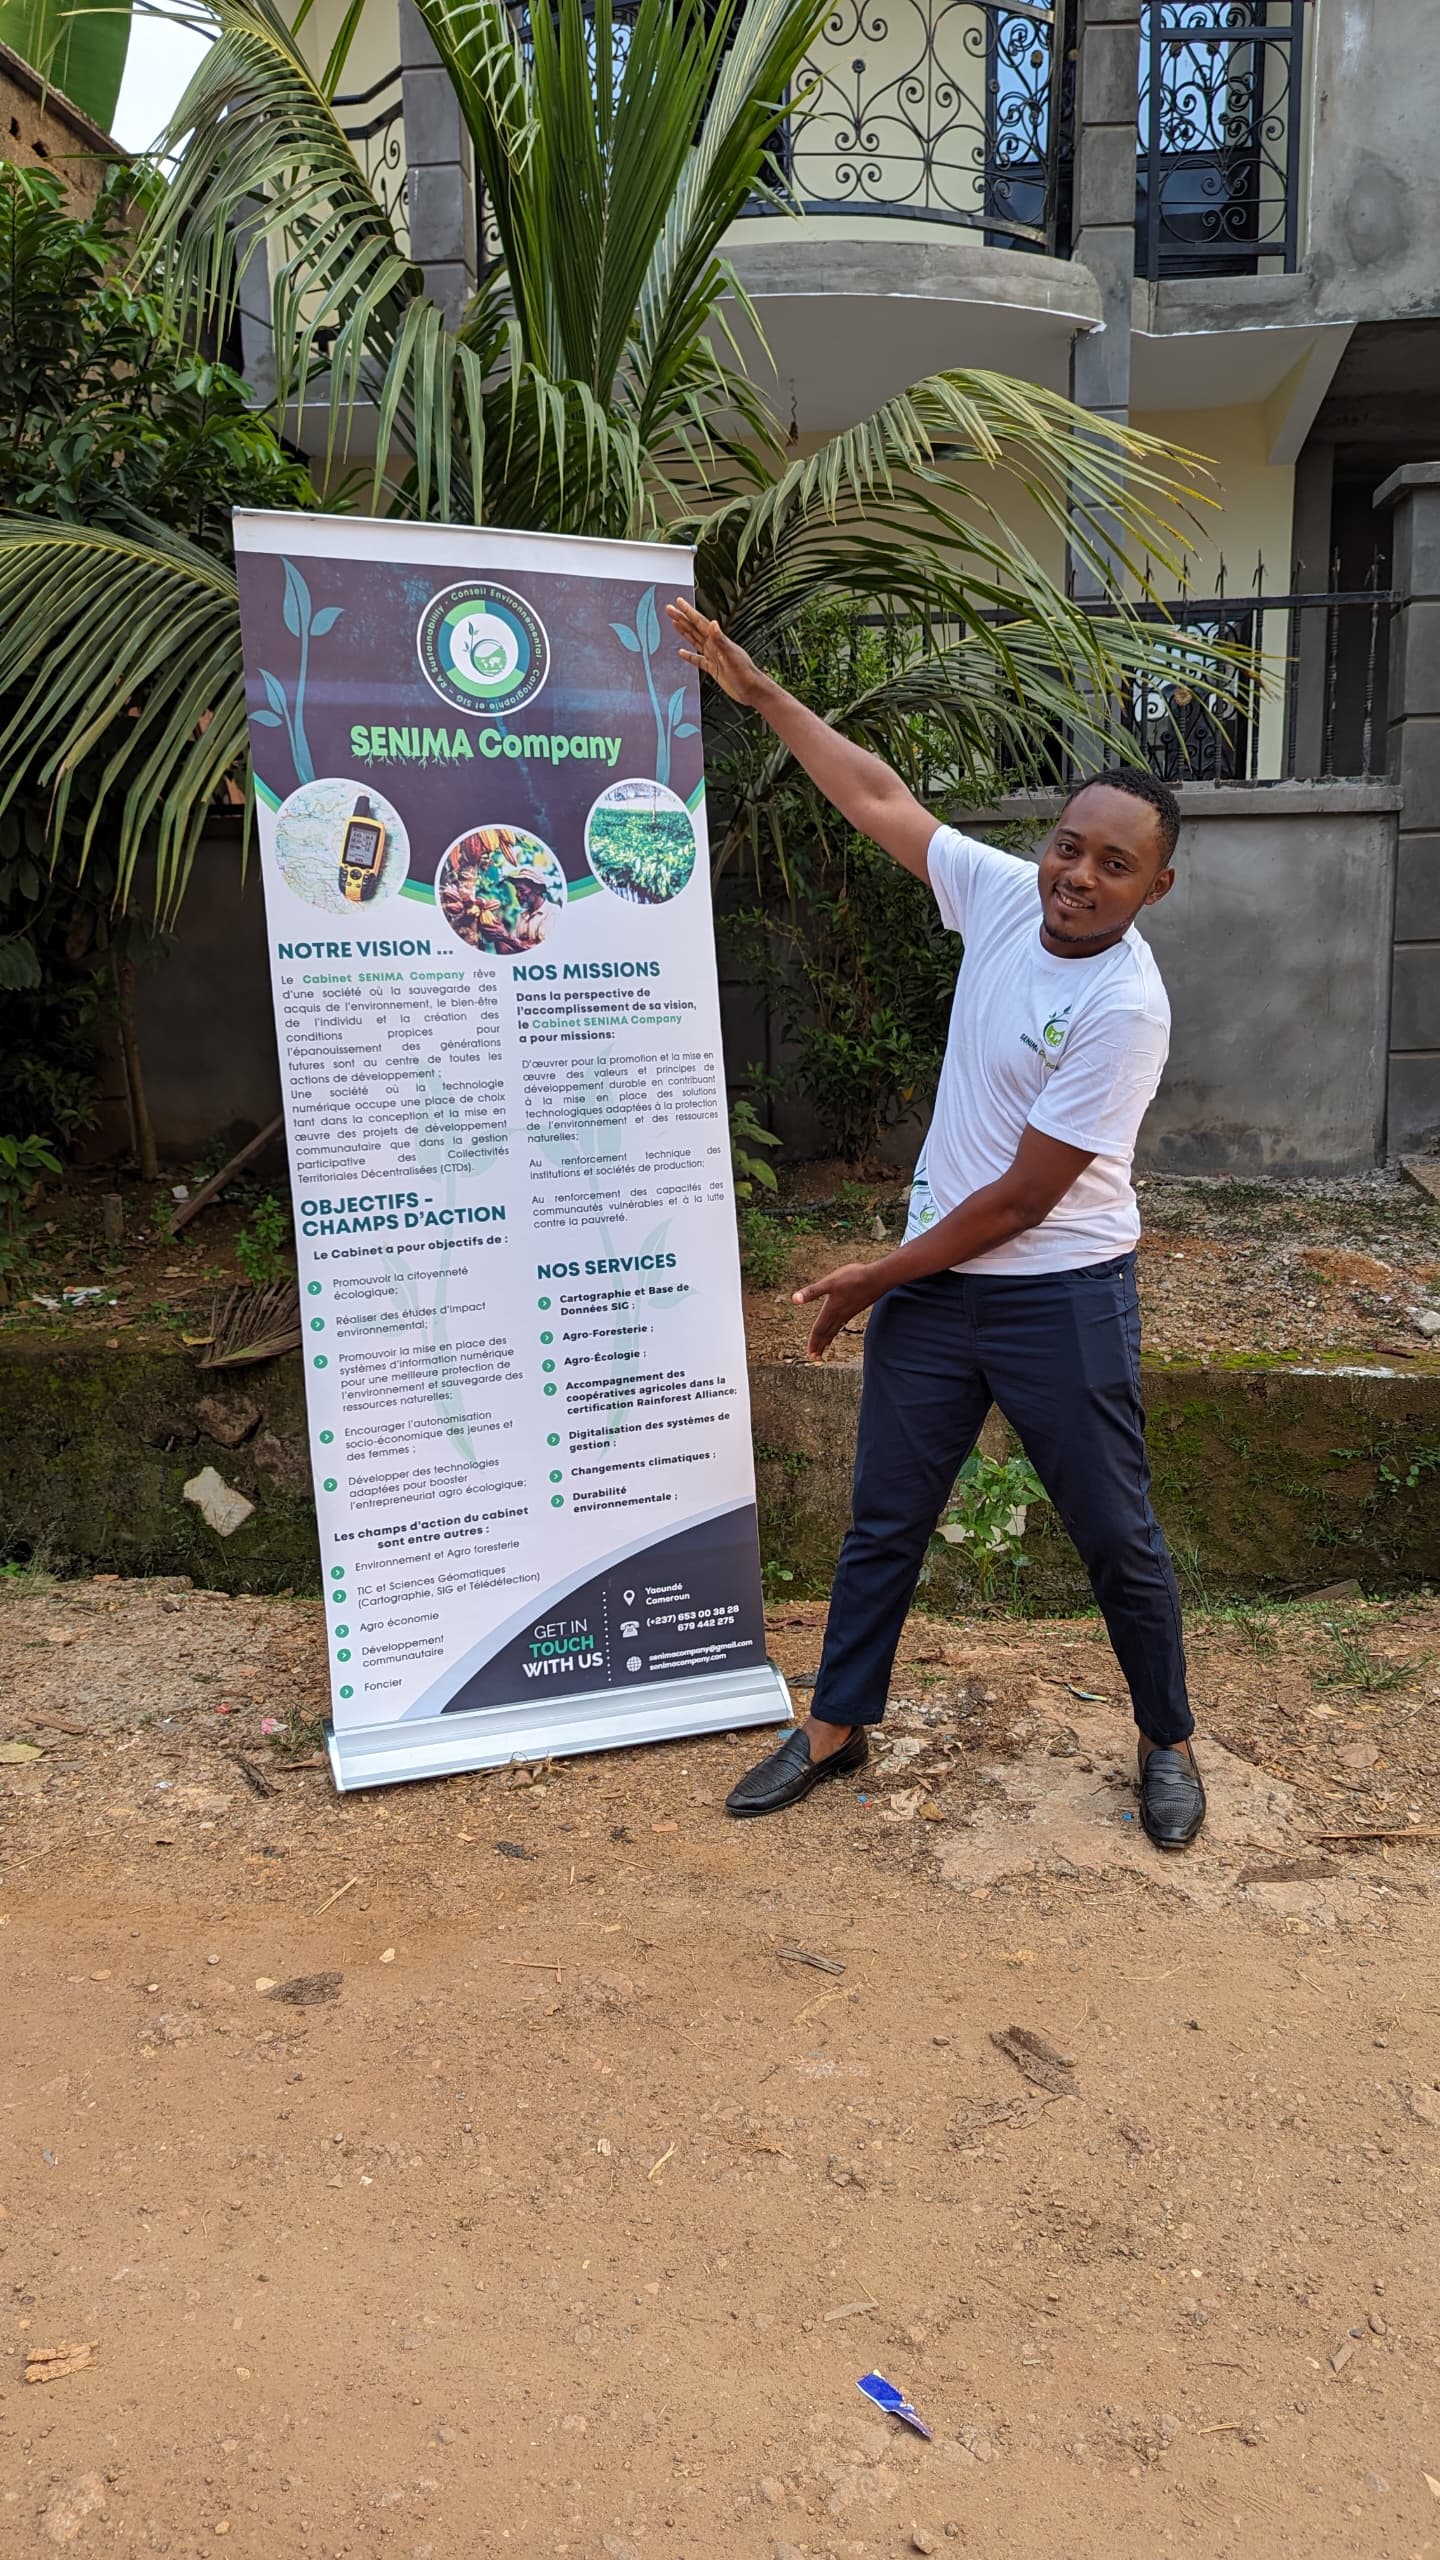 RA Sustainability - Conseil Environnemental - Cartographie et SIG -
SENIMA Company
NOTRE VISION ...
Le Cabinet SENIMA Company rêve
d'une société où la sauvegarde des
acquis de l'environnement, le bien-être
de l'individu et la création des
conditions propices pour
l'épanouissement des générations
futures sont au centre de toutes les
actions de développement ;
Une société où la technologie
numérique occupe une place de choix
tant dans la conception et la mise en
œuvre des projets de développement
communautaire que dans la gestion
participative des Collectivités
Territoriales Décentralisées (CTDs).
OBJECTIFS -
CHAMPS D'ACTION
Le Cabinet a pour objectifs de :
Promouvoir la citoyenneté
écologique;
Réaliser des études d'impact
environnemental;
Promouvoir la mise en place des
systèmes d'information numérique
pour une meilleure protection de
l'environnement et sauvegarde des
ressources naturelles;
Encourager l'autonomisation
socio-économique des jeunes et
des femmes ;
Développer des technologies
adaptées pour booster
l'entrepreneuriat agro écologique;
Les champs d'action du cabinet
sont entre autres :
Environnement et Agro foresterie
TIC et Sciences Géomatiques
(Cartographie, SIG et Télédétection)
Agro économie
Développement
communautaire
Foncier
NOS MISSIONS
Dans la perspective de
l'accomplissement de sa vision,
le Cabinet SENIMA Company
a pour missions:
D'œuvrer pour la promotion et la mise en
œuvre des valeurs et principes de
développement durable en contribuant
à la mise en place des solutions
technologiques adaptées à la protection
de l'environnement et des ressources
naturelles;
Au renforcement technique des
institutions et sociétés de production;
Au renforcement des capacités des
communautés vulnérables et à la lutte
contre la pauvreté.
NOS SERVICES
Cartographie et Base de
Données SIG ;
Agro-Foresterie ;
Agro-Écologie ;
Accompagnement des
coopératives agricoles dans la
certification Rainforest Alliance;
Digitalisation des systèmes de
gestion ;
Changements climatiques ;
Durabilité
environnementale ;
GET IN
TOUCH
WITH US
Yaoundé
Cameroun
(+237) 653 00 38 28
679 442 275
senimacompany@gmail.com
senimacompany.com
SENIMA Company